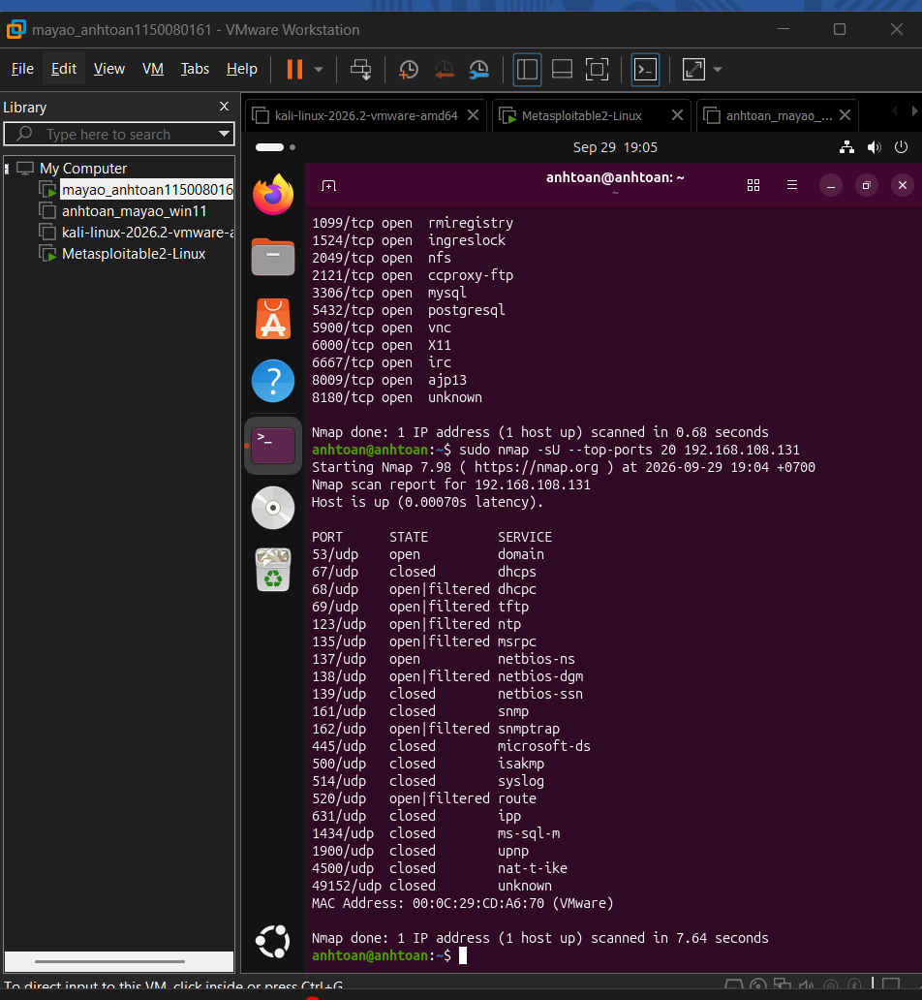 mayao_anhtoan1150080161 - VMware Workstation
File Edit View VM Tabs Help
Library
Type here to search
My Computer
mayao_anhtoan115008016
anhtoan_mayao_win11
kali-linux-2026.2-vmware-a
Metasploitable2-Linux
kali-linux-2026.2-vmware-amd64
Metasploitable2-Linux
anhtoan_mayao_...
Sep 29 19:05
anhtoan@anhtoan: ~
~
1099/tcp open rmiregistry
1524/tcp open ingreslock
2049/tcp open nfs
2121/tcp open ccproxy-ftp
3306/tcp open mysql
5432/tcp open postgresql
5900/tcp open vnc
6000/tcp open X11
6667/tcp open irc
8009/tcp open ajp13
8180/tcp open unknown
Nmap done: 1 IP address (1 host up) scanned in 0.68 seconds
anhtoan@anhtoan:~$ sudo nmap -sU --top-ports 20 192.168.108.131
Starting Nmap 7.98 ( https://nmap.org ) at 2026-09-29 19:04 +0700
Nmap scan report for 192.168.108.131
Host is up (0.00070s latency).
PORT STATE SERVICE
53/udp open domain
67/udp closed dhcps
68/udp open|filtered dhcpc
69/udp open|filtered tftp
123/udp open|filtered ntp
135/udp open|filtered msrpc
137/udp open netbios-ns
138/udp open|filtered netbios-dgm
139/udp closed netbios-ssn
161/udp closed snmp
162/udp open|filtered snmptrap
445/udp closed microsoft-ds
500/udp closed isakmp
514/udp closed syslog
520/udp open|filtered route
631/udp closed ipp
1434/udp closed ms-sql-m
1900/udp closed upnp
4500/udp closed nat-t-ike
49152/udp closed unknown
MAC Address: 00:0C:29:CD:A6:70 (VMware)
Nmap done: 1 IP address (1 host up) scanned in 7.64 seconds
anhtoan@anhtoan:~$
To direct input to this VM, click inside or press Ctrl+G.